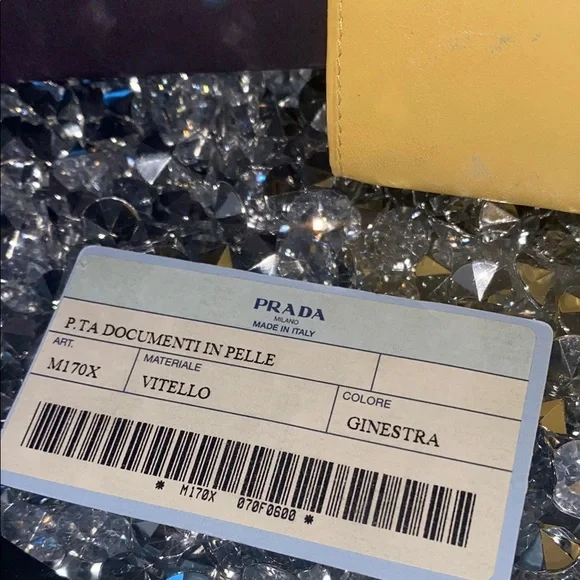 PRADA
MILANO
MADE IN ITALY
P.TA DOCUMENTI IN PELLE
ART.
M170X
MATERIALE
VITELLO
COLORE
GINESTRA
* M170X 070F0600 *